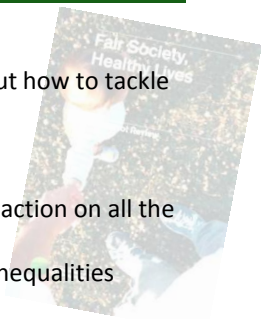 Fair Society,
Healthy Lives
ut how to tackle
action on all the
nequalities